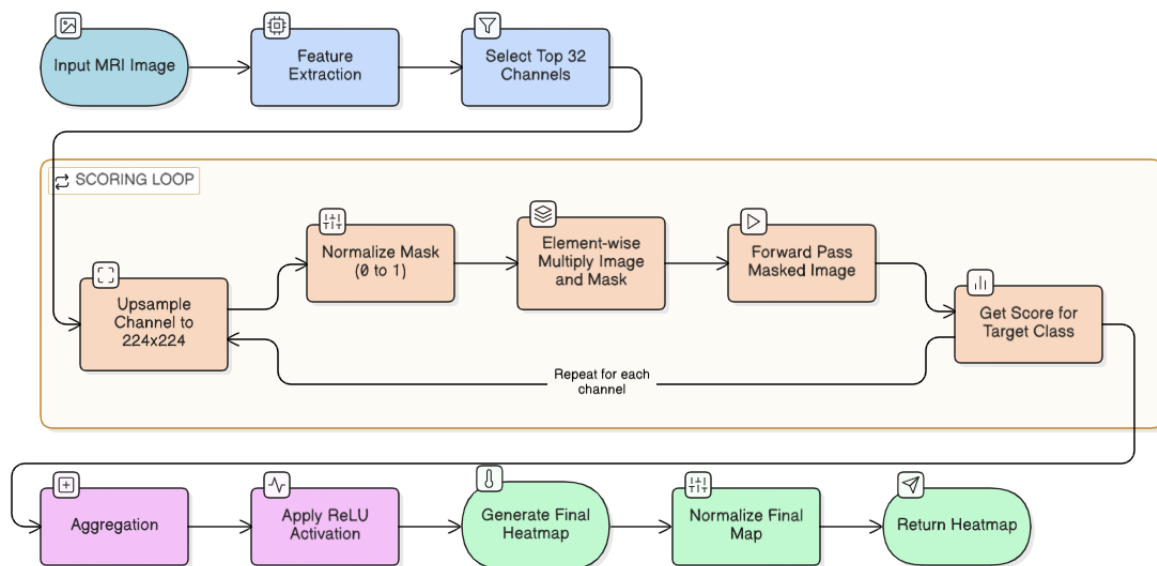 Input MRI Image
Feature
Extraction
Select Top 32
Channels
SCORING LOOP
Upsample
Channel to
224x224
Normalize Mask
(0 to 1)
Element-wise
Multiply Image
and Mask
Forward Pass
Masked Image
Get Score for
Target Class
Repeat for each
channel
Aggregation
Apply ReLU
Activation
Generate Final
Heatmap
Normalize Final
Map
Return Heatmap